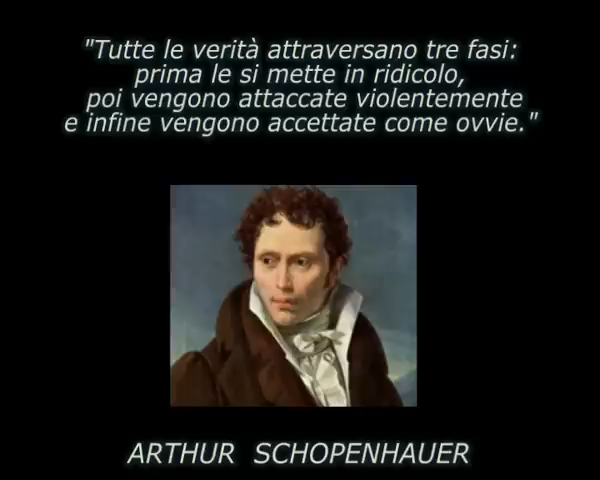 "Tutte le verità attraversano tre fasi:
prima le si mette in ridicolo,
poi vengono attaccate violentemente
e infine vengono accettate come ovvie."
ARTHUR SCHOPENHAUER